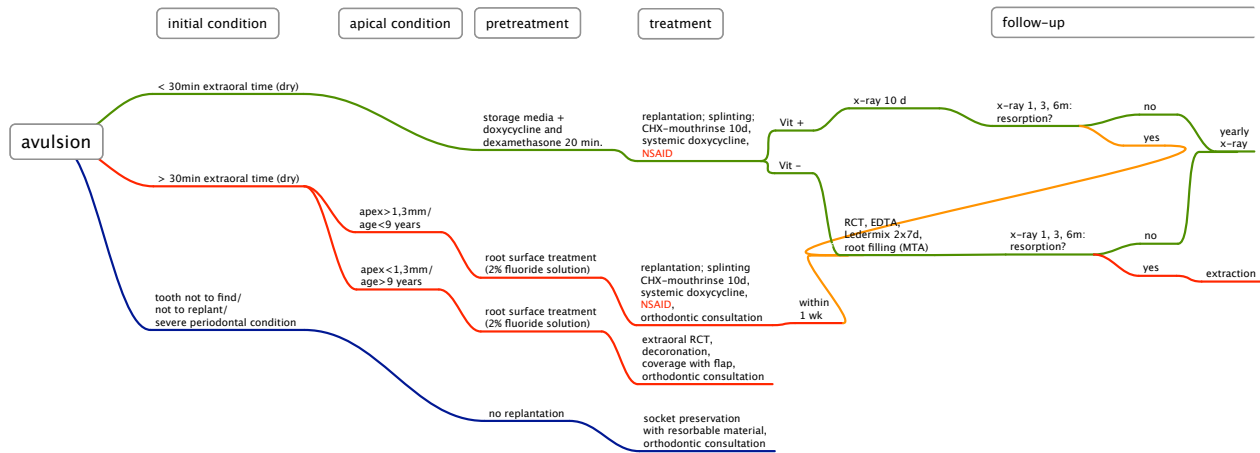 initial condition
apical condition
pretreatment
treatment
follow-up
avulsion
< 30min extraoral time (dry)
storage media +
doxycycline and
dexamethasone 20 min.
replantation; splinting;
CHX-mouthrinse 10d,
systemic doxycycline,
NSAID
Vit +
x-ray 10 d
x-ray 1, 3, 6m:
resorption?
no
yes
yearly
x-ray
Vit -
RCT, EDTA,
Ledermix 2x7d,
root filling (MTA)
x-ray 1, 3, 6m:
resorption?
no
yes
extraction
> 30min extraoral time (dry)
apex>1,3mm/
age<9 years
root surface treatment
(2% fluoride solution)
replantation; splinting
CHX-mouthrinse 10d,
systemic doxycycline,
NSAID,
orthodontic consultation
within
1 wk
apex<1,3mm/
age>9 years
root surface treatment
(2% fluoride solution)
extraoral RCT,
decoronation,
coverage with flap,
orthodontic consultation
tooth not to find/
not to replant/
severe periodontal condition
no replantation
socket preservation
with resorbable material,
orthodontic consultation